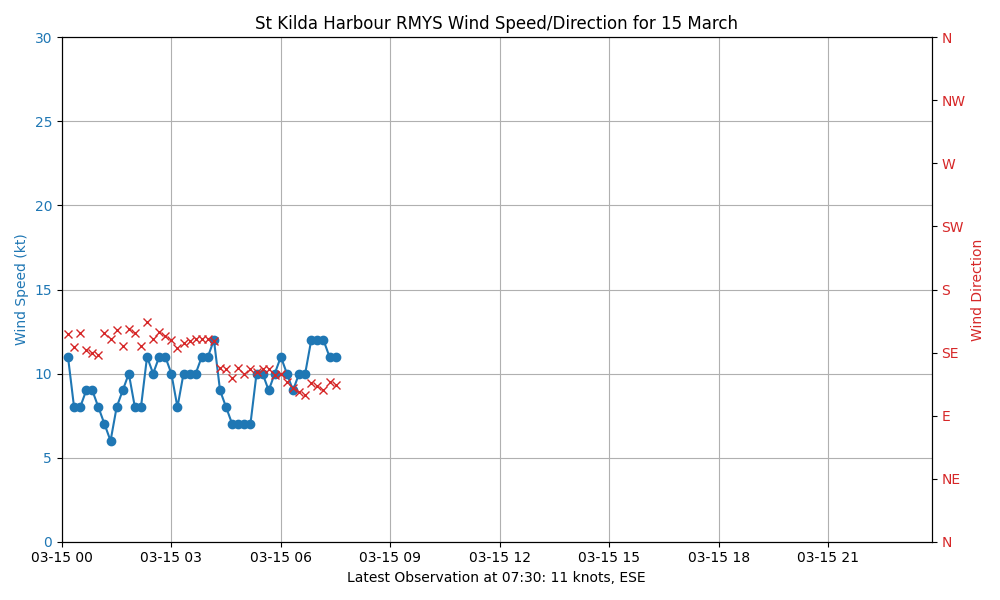 St Kilda Harbour RMYS Wind Speed/Direction for 15 March
30
25
20
15
10
5
0
Wind Speed (kt)
N
NW
W
SW
S
SE
E
NE
N
Wind Direction
03-15 00 03-15 03 03-15 06 03-15 09 03-15 12 03-15 15 03-15 18 03-15 21
Latest Observation at 07:30: 11 knots, ESE